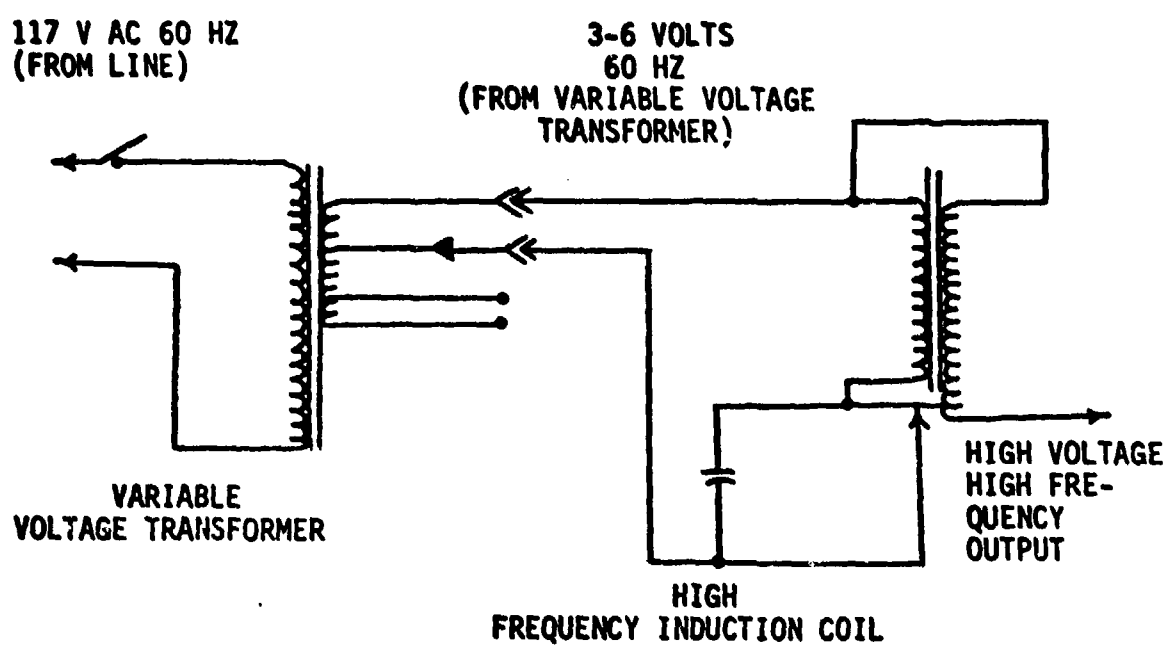 117 V AC 60 HZ
(FROM LINE)
3-6 VOLTS
60 HZ
(FROM VARIABLE VOLTAGE
TRANSFORMER)
VARIABLE
VOLTAGE TRANSFORMER
HIGH VOLTAGE
HIGH FRE-
QUENCY
OUTPUT
HIGH
FREQUENCY INDUCTION COIL